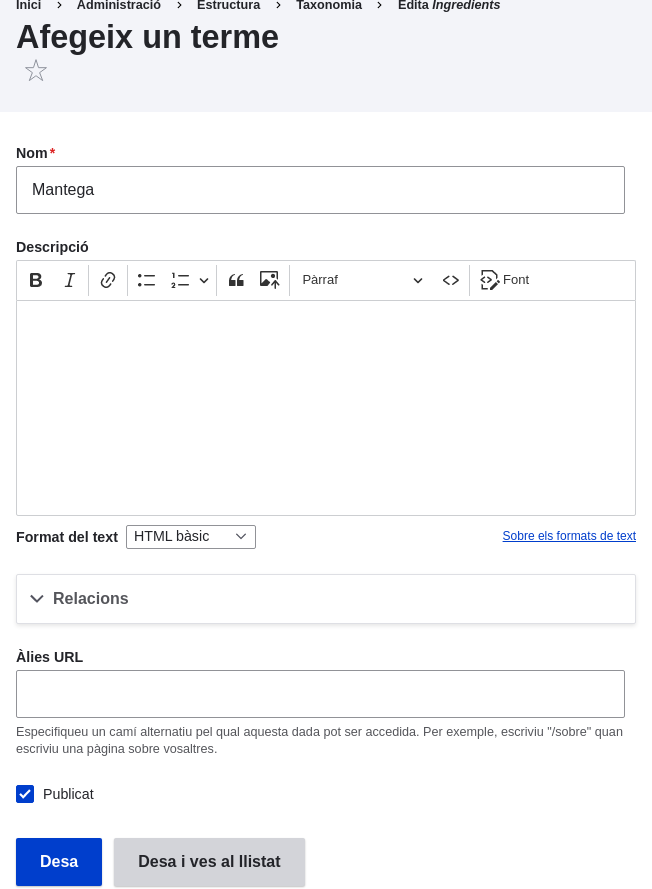 Inici > Administració > Estructura > Taxonomia > Edita Ingredients
Afegeix un terme
Nom*
Mantega
Descripció
B I Pàrraf <> Font
Format del text HTML bàsic Sobre els formats de text
Relacions
Àlies URL
Especifiqueu un camí alternatiu pel qual aquesta dada pot ser accedida. Per exemple, escriviu "/sobre" quan
escriviu una pàgina sobre vosaltres.
Publicat
Desa Desa i ves al llistat